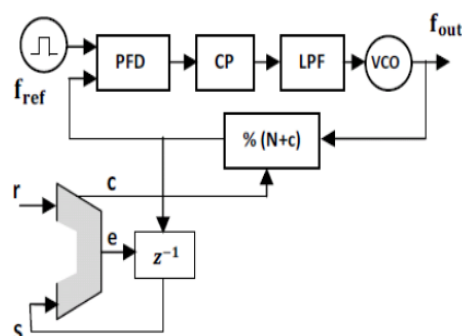 f_out
PFD
CP
LPF
VCO
f_ref
% (N+c)
r
c
e
z⁻¹
s